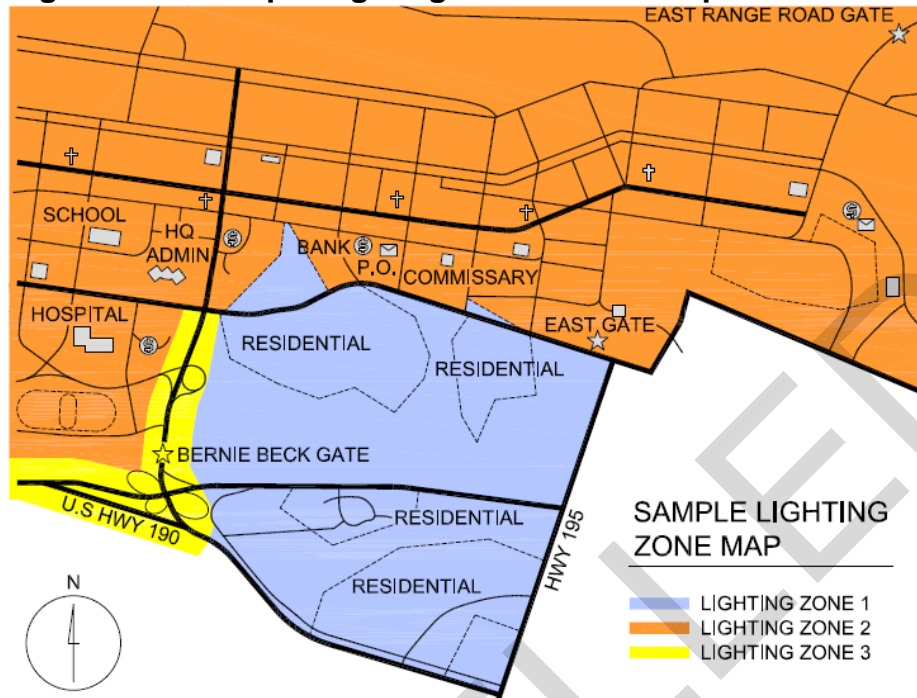 EAST RANGE ROAD GATE
SCHOOL
HQ
ADMIN
BANK
P.O.
COMMISSARY
HOSPITAL
EAST GATE
RESIDENTIAL
RESIDENTIAL
BERNIE BECK GATE
U.S HWY 190
RESIDENTIAL
RESIDENTIAL
HWY 195
SAMPLE LIGHTING
ZONE MAP
N
LIGHTING ZONE 1
LIGHTING ZONE 2
LIGHTING ZONE 3